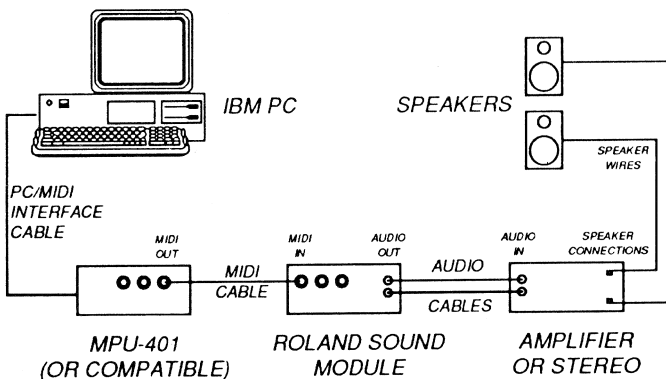 IBM PC
SPEAKERS
SPEAKER
WIRES
PC/MIDI
INTERFACE
CABLE
MIDI
OUT
MIDI
IN
AUDIO
OUT
AUDIO
IN
SPEAKER
CONNECTIONS
MIDI
CABLE
AUDIO
CABLES
MPU-401
(OR COMPATIBLE)
ROLAND SOUND
MODULE
AMPLIFIER
OR STEREO